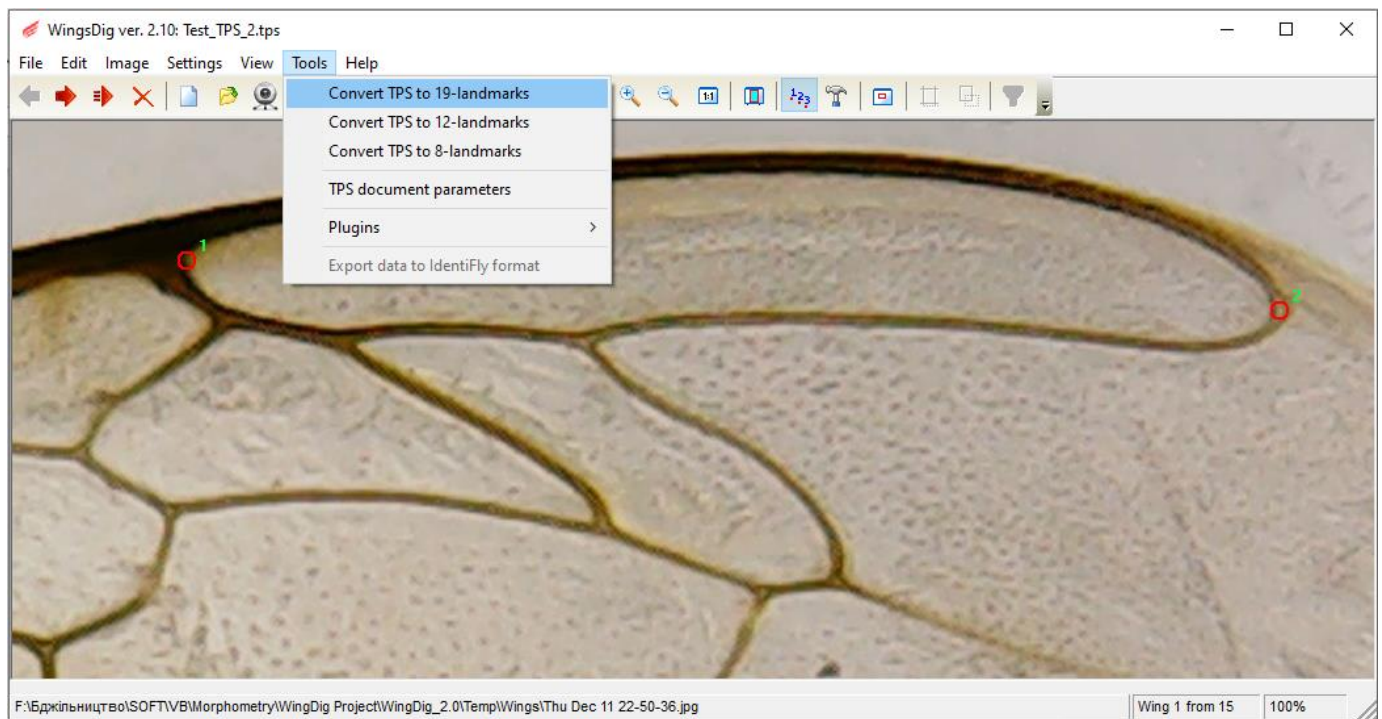 WingsDig ver. 2.10: Test_TPS_2.tps
File Edit Image Settings View Tools Help
1:1
123
Convert TPS to 19-landmarks
Convert TPS to 12-landmarks
Convert TPS to 8-landmarks
TPS document parameters
Plugins
Export data to IdentiFly format
1
2
F:\Бджільництво\SOFT\VB\Morphometry\WingDig Project\WingDig_2.0\Temp\Wings\Thu Dec 11 22-50-36.jpg
Wing 1 from 15
100%